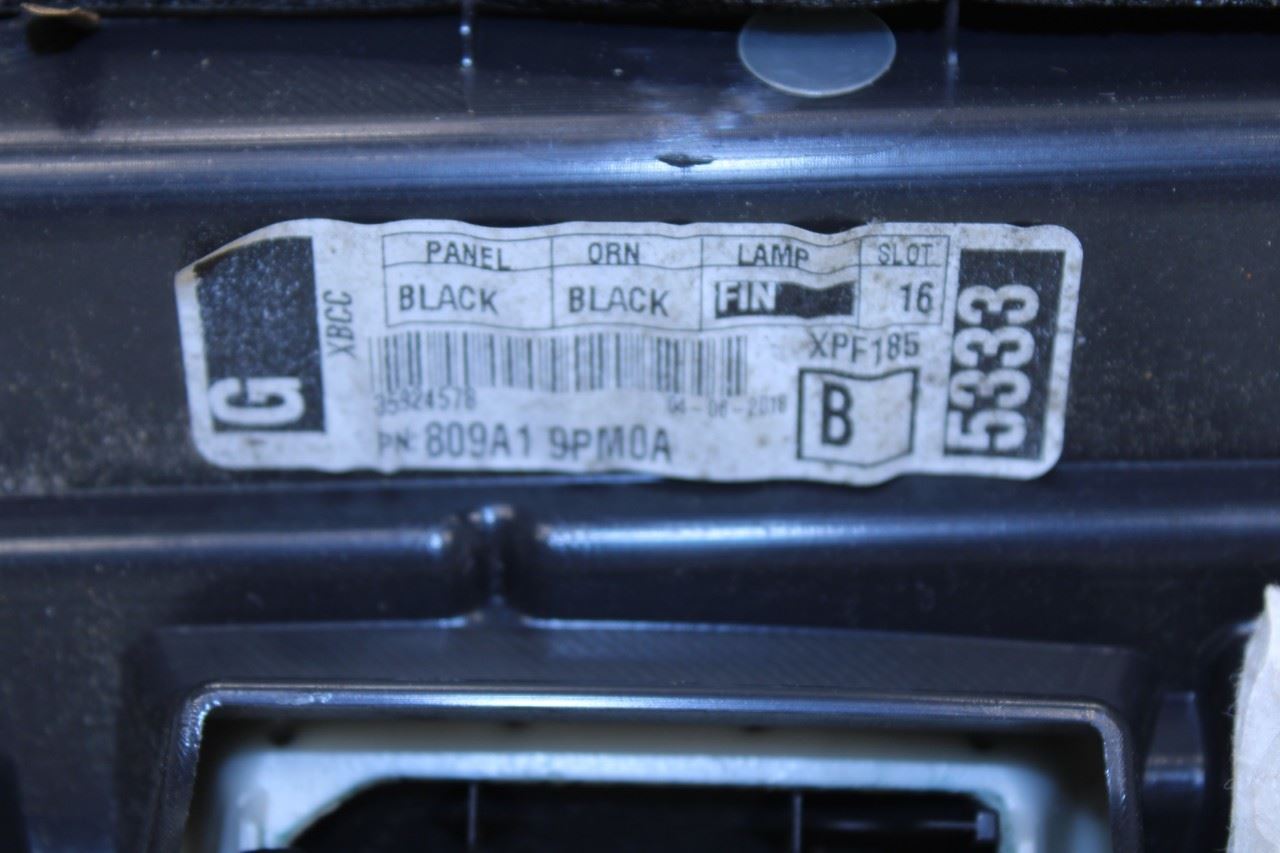 G
XBCC
PANEL ORN LAMP SLOT
BLACK BLACK FIN 16
XPF185
35924578 04-06-2018
B
PN: 809A1 9PM0A
5333